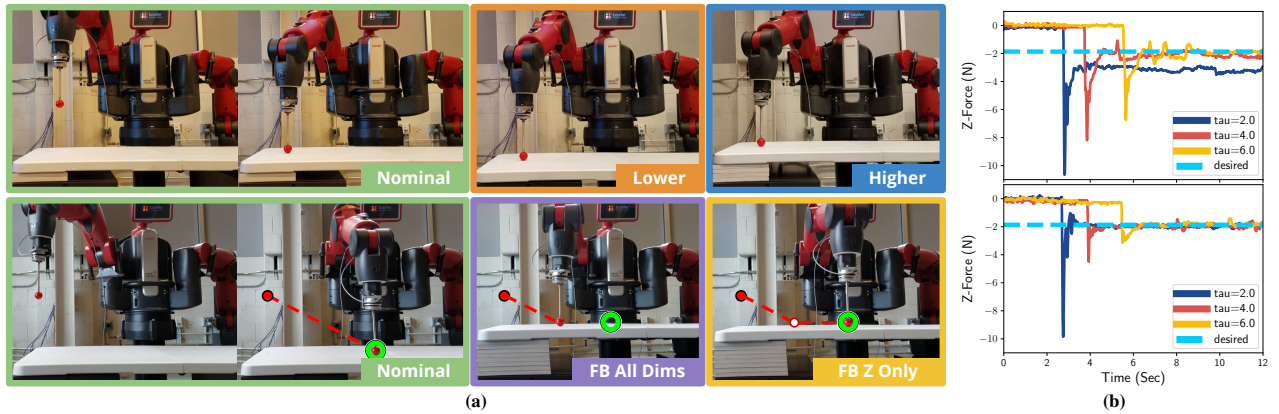 Nominal
Lower
Higher
Nominal
FB All Dims
FB Z Only
(a)
Z-Force (N)
0
−2
−4
−6
−8
−10
tau=2.0
tau=4.0
tau=6.0
desired
Z-Force (N)
0
−2
−4
−6
−8
−10
tau=2.0
tau=4.0
tau=6.0
desired
0
2
4
6
8
10
12
Time (Sec)
(b)